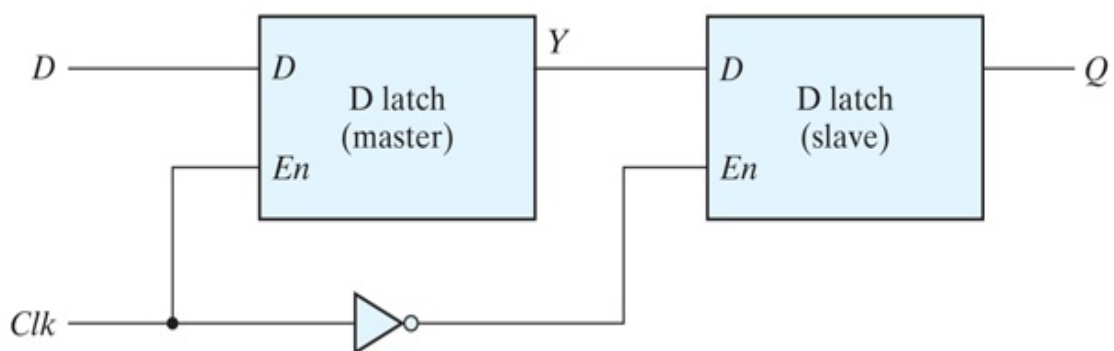 D
D
D latch
(master)
En
Y
D
D latch
(slave)
En
Q
Clk